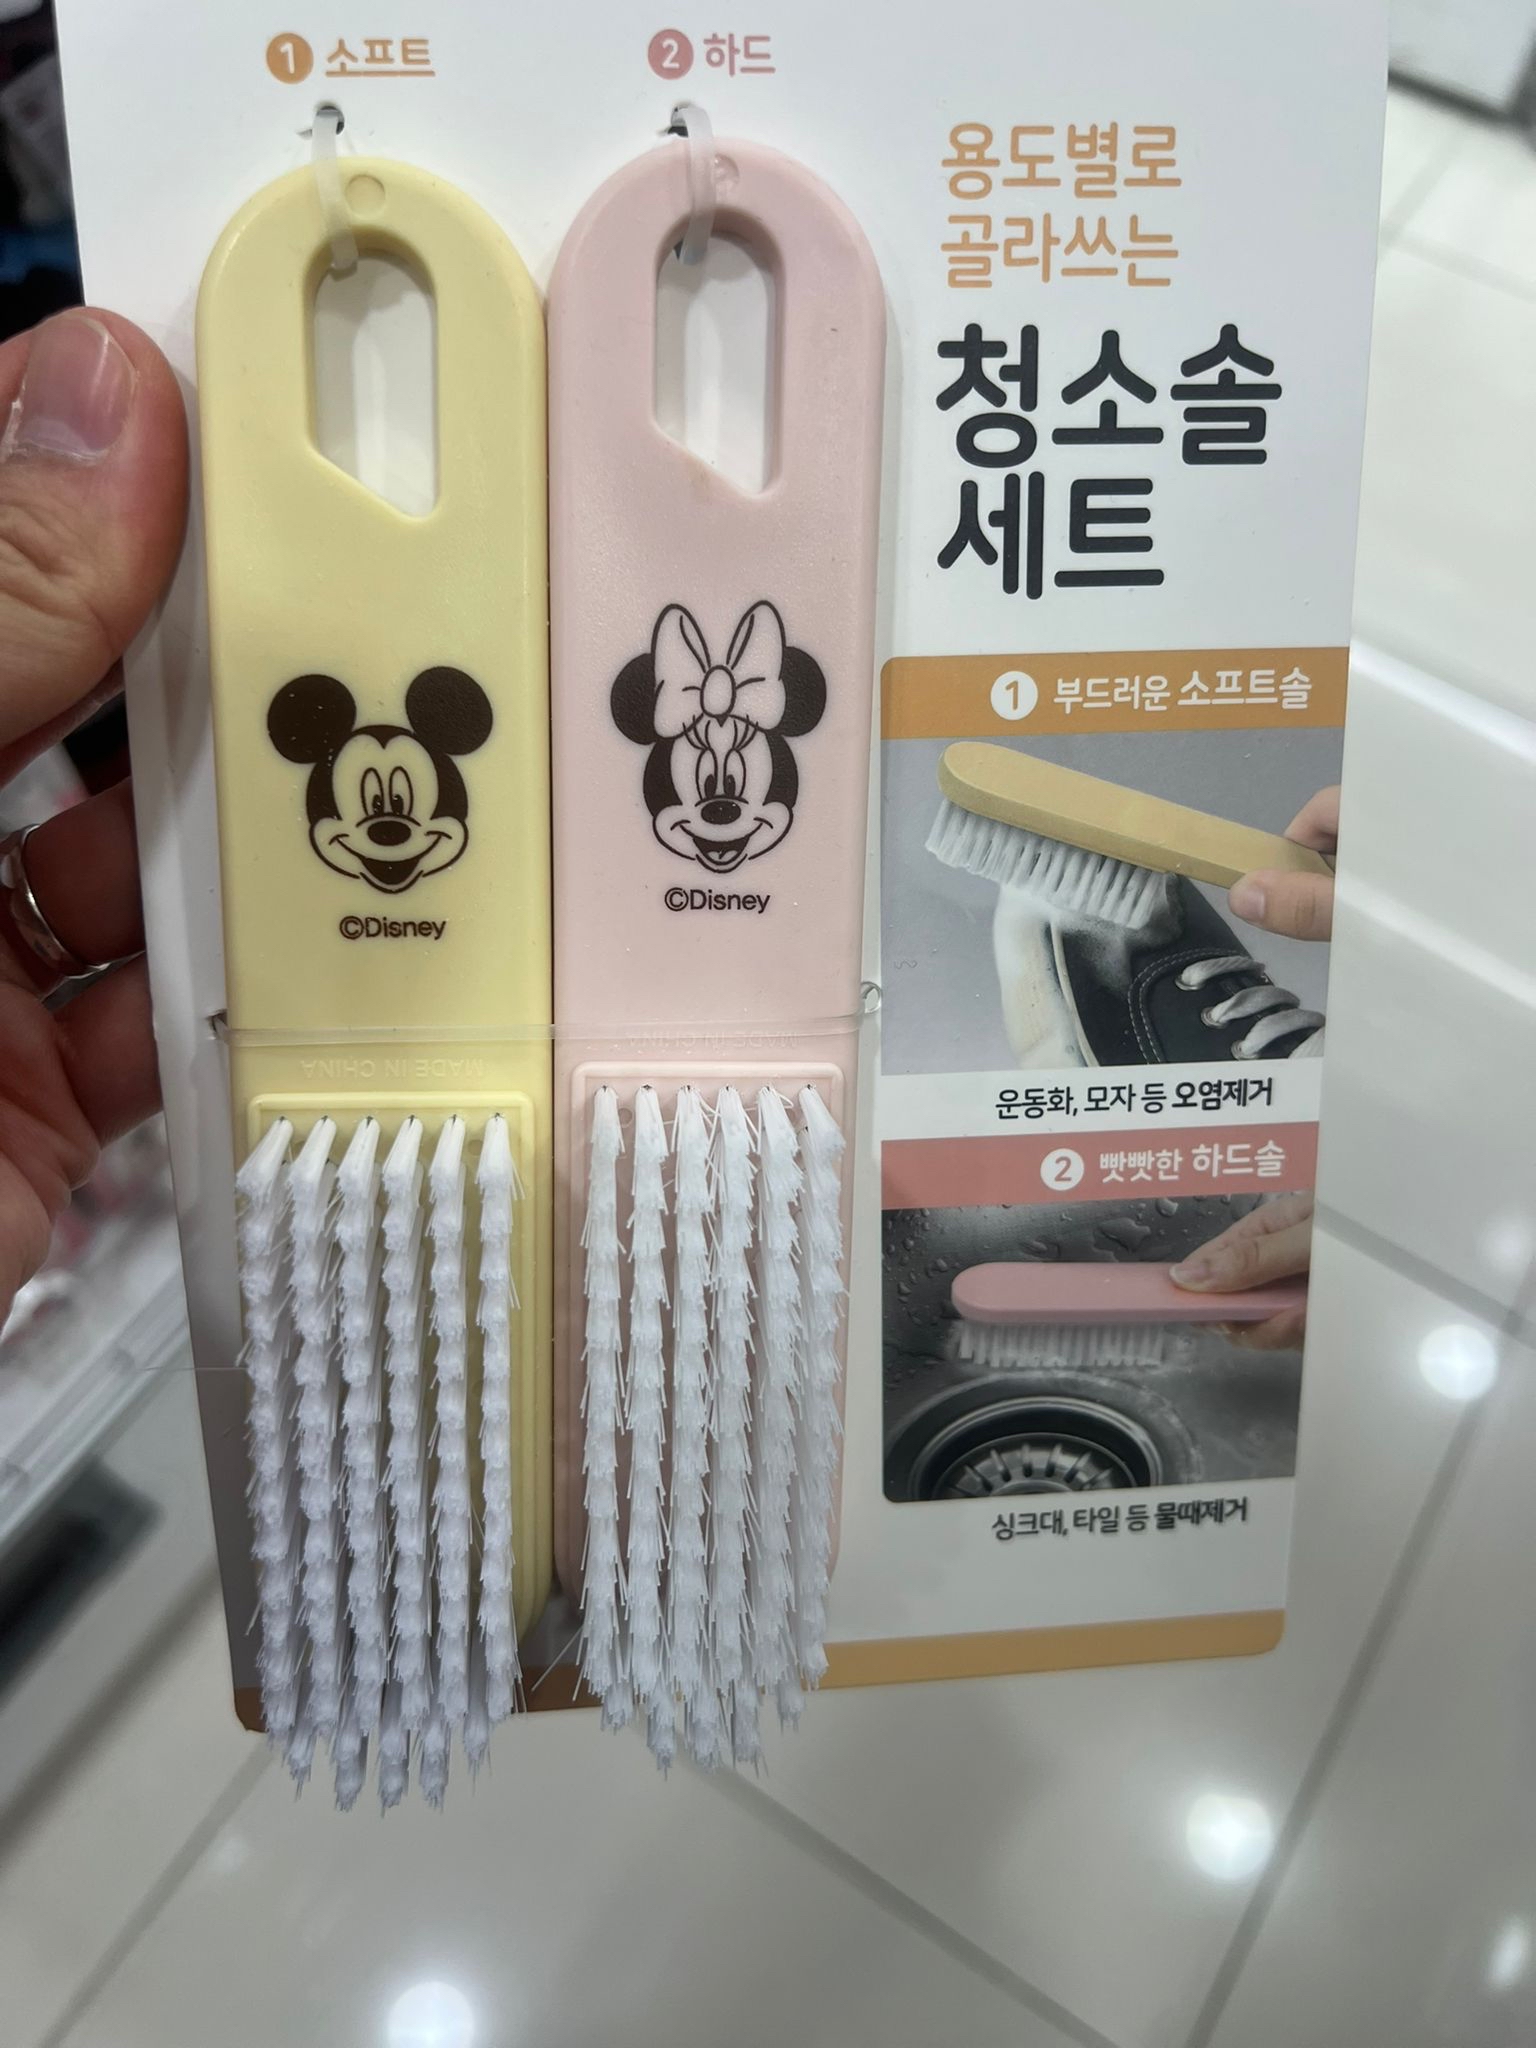 1 소프트
2 하드
용도별로
골라쓰는
청소솔
세트
©Disney
©Disney
MADE IN CHINA
MADE IN CHINA
1 부드러운 소프트솔
운동화, 모자 등 오염제거
2 빳빳한 하드솔
싱크대, 타일 등 물때제거